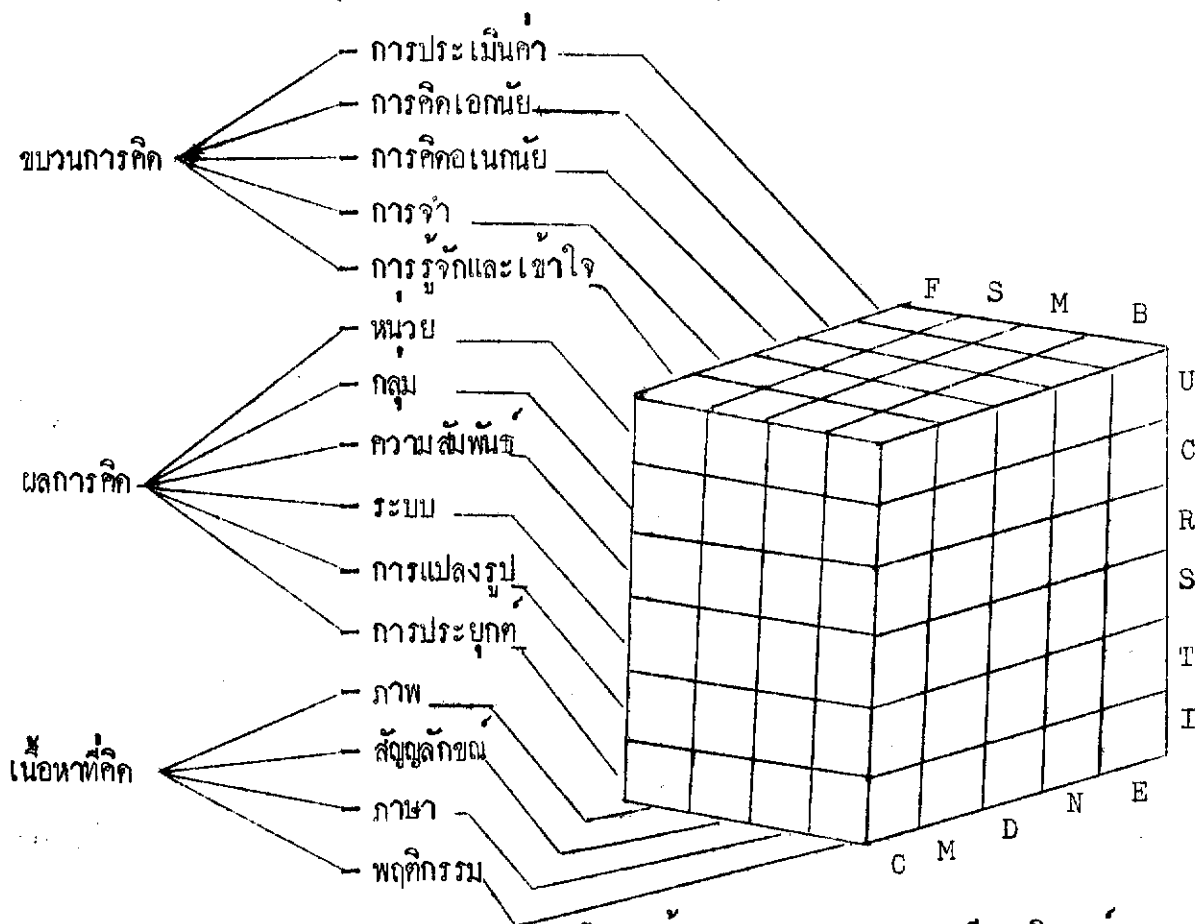 - การประเมินค่า
- การคิดเอกนัย
ขบวนการคิด
- การคิดอเนกนัย
- การจำ
- การรู้จักและเข้าใจ
- หน่วย
- กลุ่ม
- ความสัมพันธ์
ผลการคิด
- ระบบ
- การแปลงรูป
- การประยุกต์
- ภาพ
- สัญญลักขณ์
เนื้อหาที่คิด
- ภาษา
- พฤติกรรม
F S M B
U
C
R
S
T
I
C M D N E